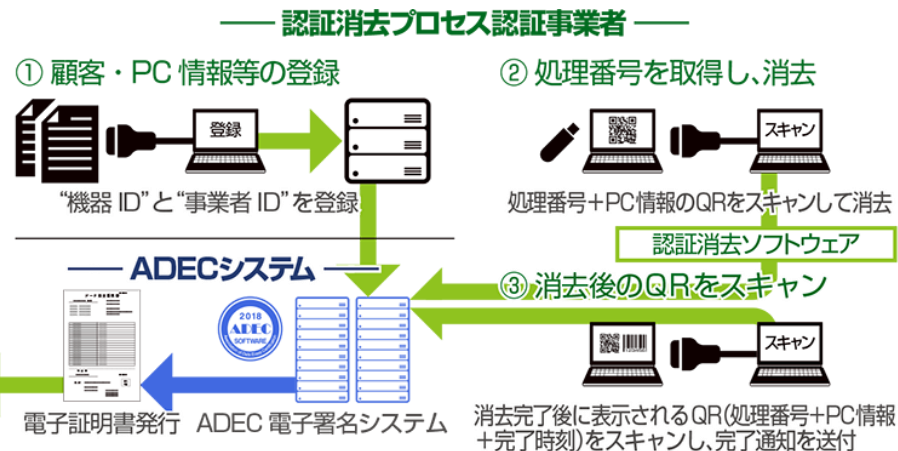 認証消去プロセス認証事業者
① 顧客・PC 情報等の登録
登録
“機器 ID”と“事業者 ID”を登録
② 処理番号を取得し、消去
スキャン
処理番号+PC情報のQRをスキャンして消去
認証消去ソフトウェア
ADECシステム
2018
ADEC
SOFTWARE
電子証明書発行
ADEC 電子署名システム
③ 消去後のQRをスキャン
スキャン
消去完了後に表示されるQR(処理番号+PC情報
+完了時刻)をスキャンし、完了通知を送付